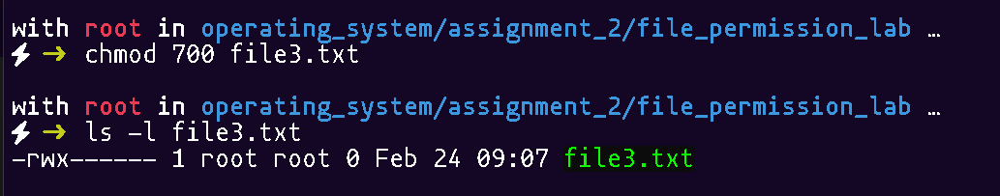 with root in operating_system/assignment_2/file_permission_lab …
⚡ → chmod 700 file3.txt
with root in operating_system/assignment_2/file_permission_lab …
⚡ → ls -l file3.txt
-rwx------ 1 root root 0 Feb 24 09:07 file3.txt